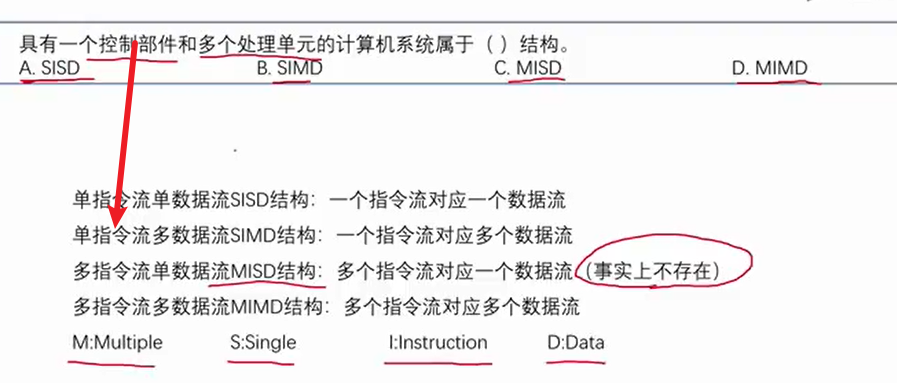 具有一个控制部件和多个处理单元的计算机系统属于（ ）结构。
A. SISD B. SIMD C. MISD D. MIMD
单指令流单数据流SISD结构：一个指令流对应一个数据流
单指令流多数据流SIMD结构：一个指令流对应多个数据流
多指令流单数据流MISD结构：多个指令流对应一个数据流（事实上不存在）
多指令流多数据流MIMD结构：多个指令流对应多个数据流
M:Multiple S:Single I:Instruction D:Data